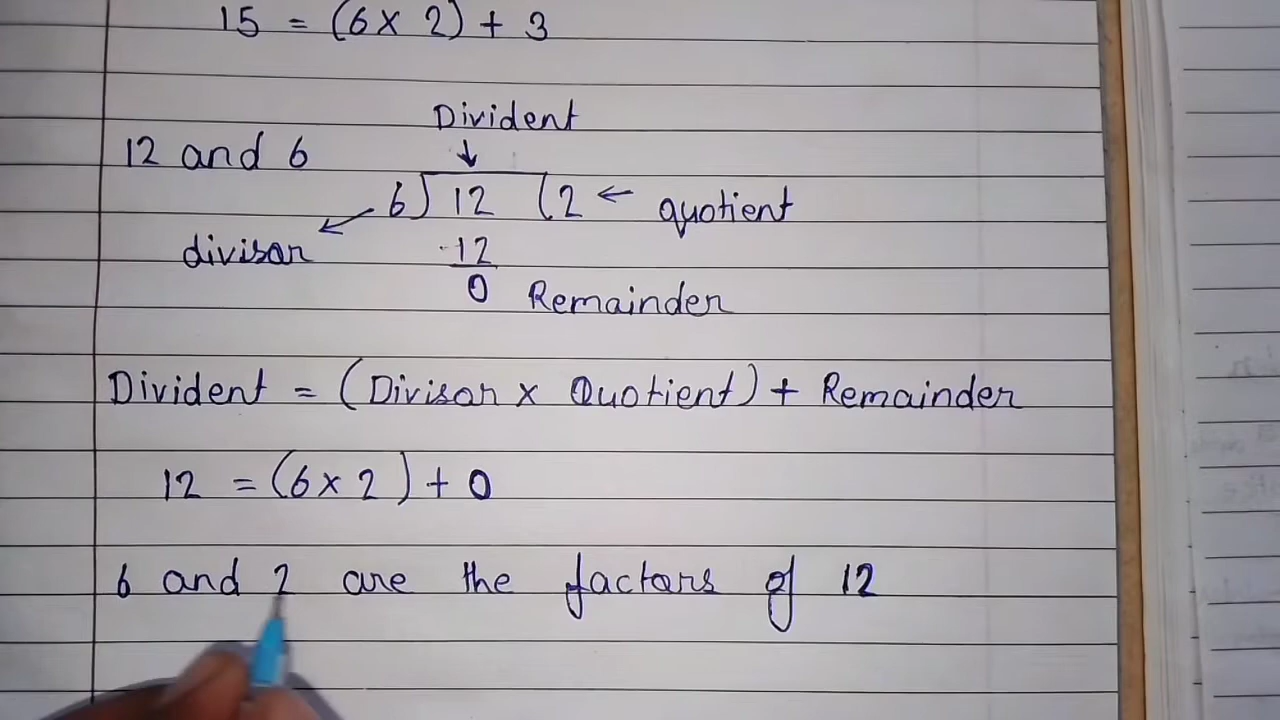 15 = (6 x 2) + 3
Divident
12 and 6
↓
6) 12 (2 ← quotient
divisor
-12
0 Remainder
Divident = (Divisor x Quotient) + Remainder
12 = (6 x 2) + 0
6 and 2 are the factors of 12